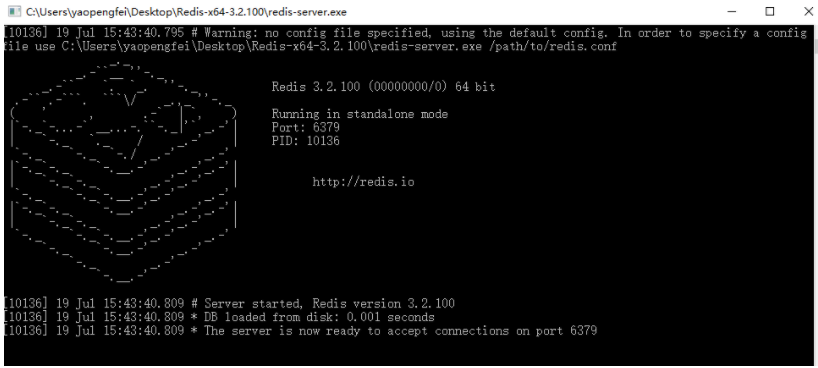 C:\Users\yaopengfei\Desktop\Redis-x64-3.2.100\redis-server.exe
[10136] 19 Jul 15:43:40.795 # Warning: no config file specified, using the default config. In order to specify a config
file use C:\Users\yaopengfei\Desktop\Redis-x64-3.2.100\redis-server.exe /path/to/redis.conf
Redis 3.2.100 (00000000/0) 64 bit
Running in standalone mode
Port: 6379
PID: 10136
http://redis.io
[10136] 19 Jul 15:43:40.809 # Server started, Redis version 3.2.100
[10136] 19 Jul 15:43:40.809 * DB loaded from disk: 0.001 seconds
[10136] 19 Jul 15:43:40.809 * The server is now ready to accept connections on port 6379